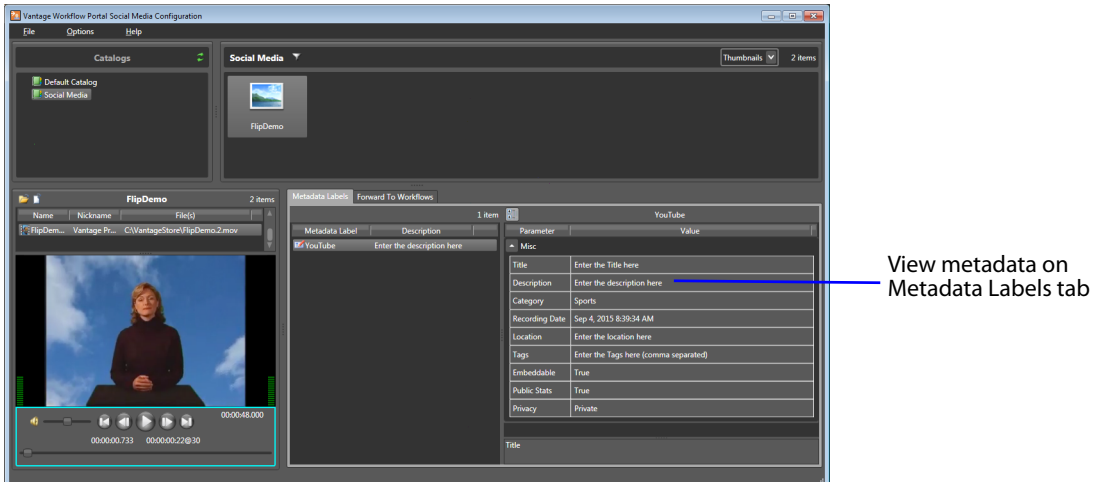 Vantage Workflow Portal Social Media Configuration
File Options Help
Catalogs
Default Catalog
Social Media
Social Media
Thumbnails
2 items
FlipDemo
FlipDemo
2 items
Name Nickname File(s)
FlipDem... Vantage Pr... C:\VantageStore\FlipDemo.2.mov
00:00:48.000
00:00:00.733 00:00:00:22@30
Metadata Labels Forward To Workflows
1 item
Metadata Label Description
YouTube Enter the description here
YouTube
Parameter Value
Misc
Title Enter the Title here
Description Enter the description here
Category Sports
Recording Date Sep 4, 2015 8:39:34 AM
Location Enter the location here
Tags Enter the Tags here (comma separated)
Embeddable True
Public Stats True
Privacy Private
Title
View metadata on
Metadata Labels tab